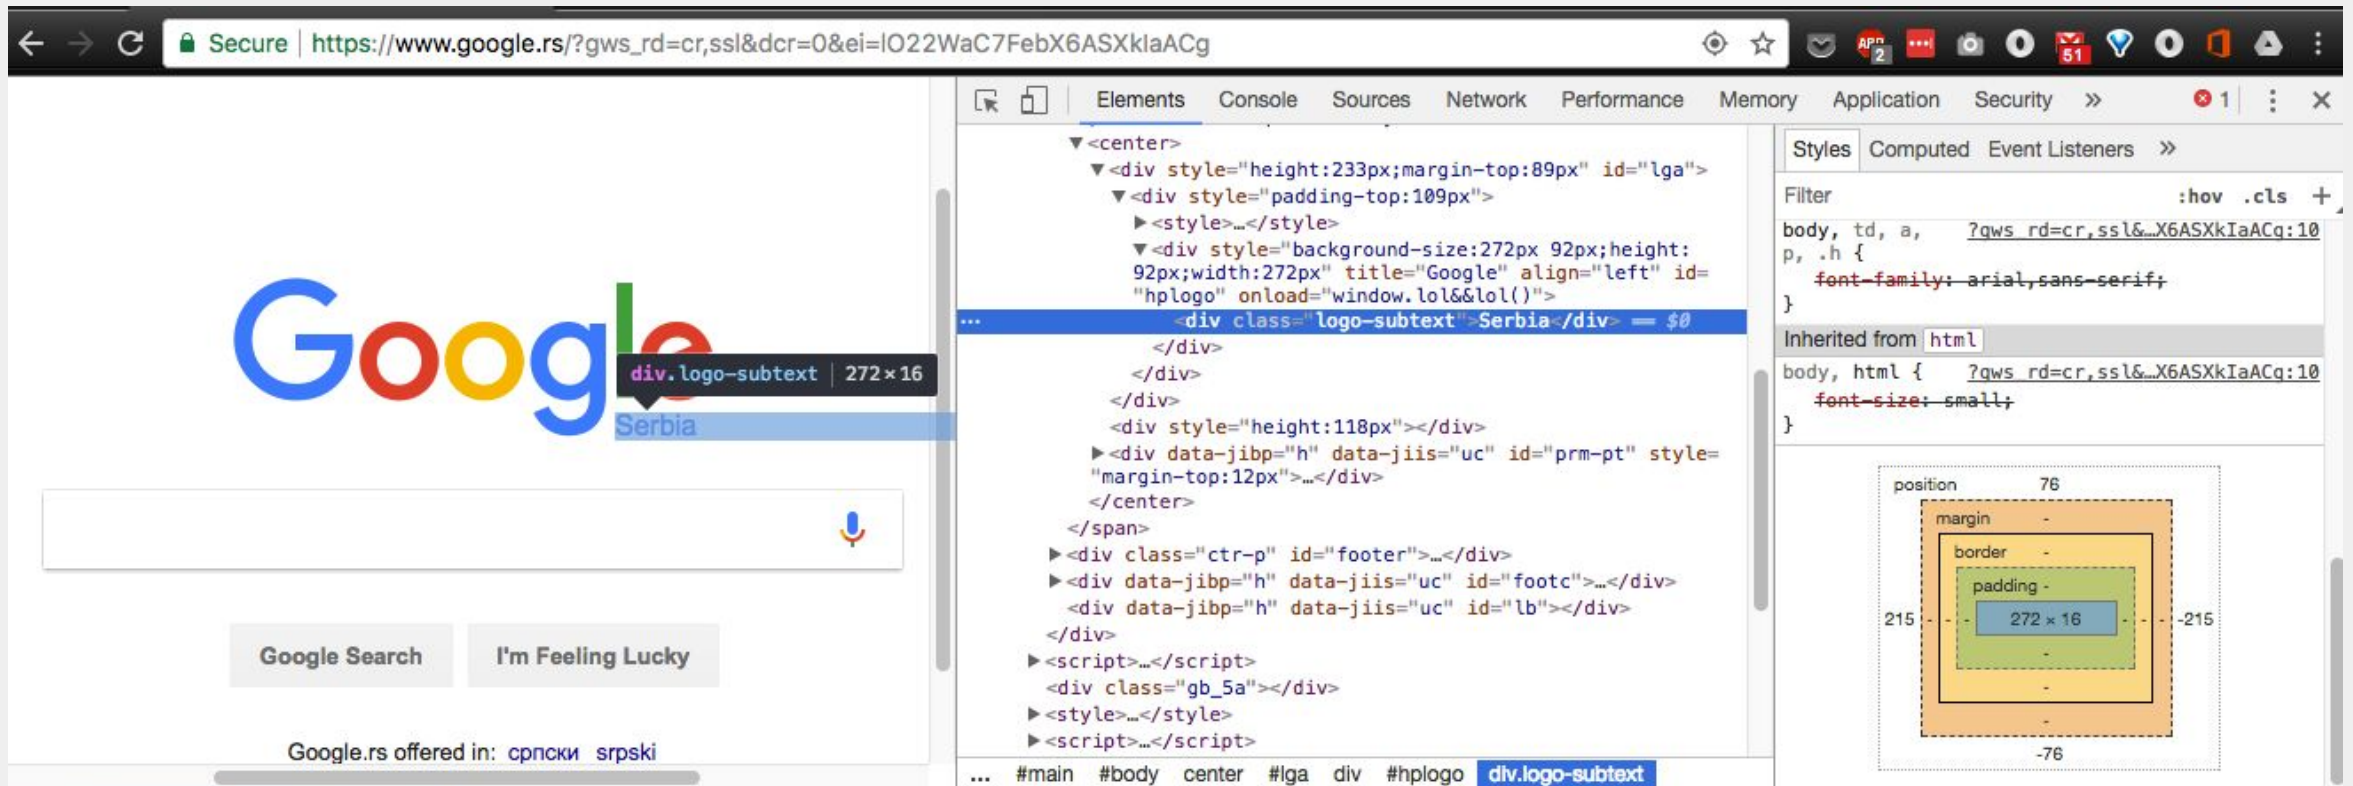 Secure https://www.google.rs/?gws_rd=cr,ssl&dcr=0&ei=lO22WaC7FebX6ASXkIaACg
2
51
Google
div.logo-subtext 272×16
Serbia
Google Search I'm Feeling Lucky
Google.rs offered in: српски srpski
Elements Console Sources Network Performance Memory Application Security » 1
▼<center>
▼<div style="height:233px;margin-top:89px" id="lga">
▼<div style="padding-top:109px">
▶<style>…</style>
▼<div style="background-size:272px 92px;height:
92px;width:272px" title="Google" align="left" id=
"hplogo" onload="window.lol&&lol()">
… <div class="logo-subtext">Serbia</div> == $0
</div>
</div>
</div>
<div style="height:118px"></div>
▶<div data-jibp="h" data-jiis="uc" id="prm-pt" style=
"margin-top:12px">…</div>
</center>
</span>
▶<div class="ctr-p" id="footer">…</div>
▶<div data-jibp="h" data-jiis="uc" id="footc">…</div>
<div data-jibp="h" data-jiis="uc" id="lb"></div>
</div>
▶<script>…</script>
<div class="gb_5a"></div>
▶<style>…</style>
▶<script>…</script>
… #main #body center #lga div #hplogo div.logo-subtext
Styles Computed Event Listeners »
Filter :hov .cls +
body, td, a, ?gws_rd=cr,ssl&…X6ASXkIaACg:10
p, .h {
font-family: arial,sans-serif;
}
Inherited from html
body, html { ?gws_rd=cr,ssl&…X6ASXkIaACg:10
font-size: small;
}
position 76
margin -
border -
padding -
215 - - - 272 × 16 - - - -215
-
-
-
-76